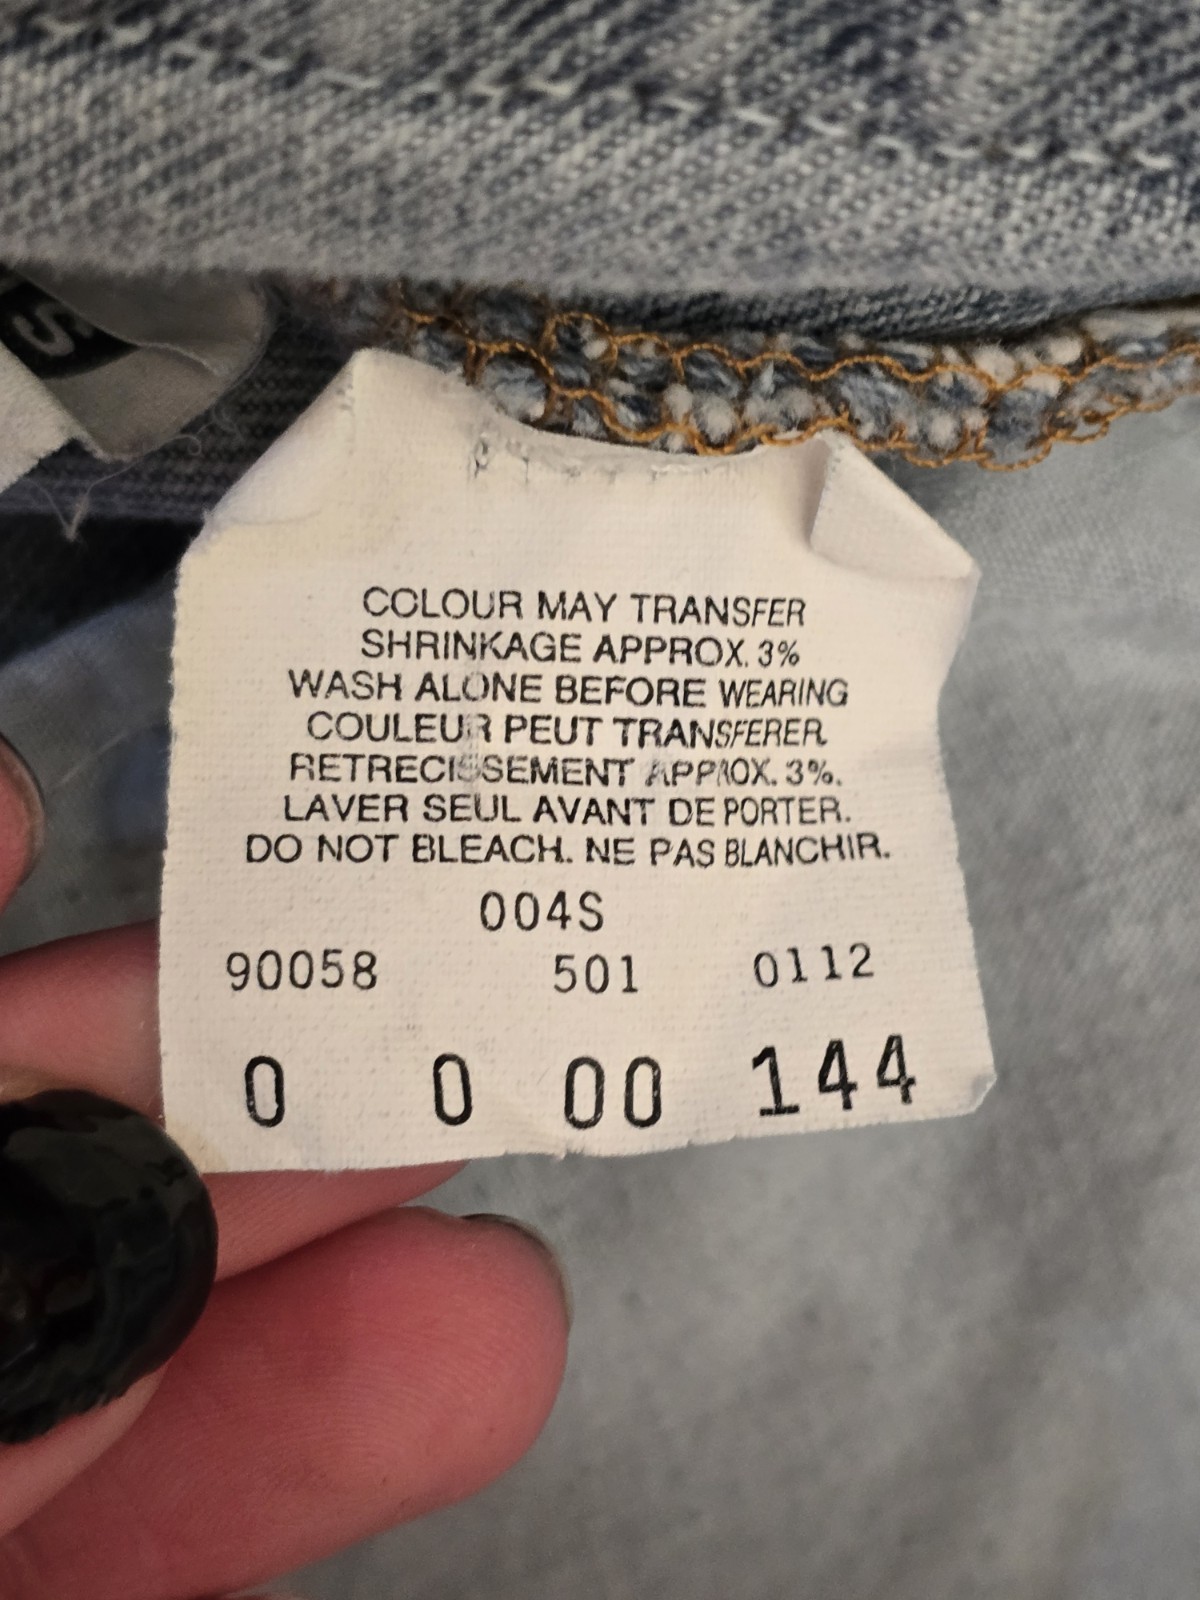 S
COLOUR MAY TRANSFER
SHRINKAGE APPROX. 3%
WASH ALONE BEFORE WEARING
COULEUR PEUT TRANSFERER
RETRECISSEMENT APPROX. 3%.
LAVER SEUL AVANT DE PORTER.
DO NOT BLEACH. NE PAS BLANCHIR.
004S
90058 501 0112
0 0 00 144